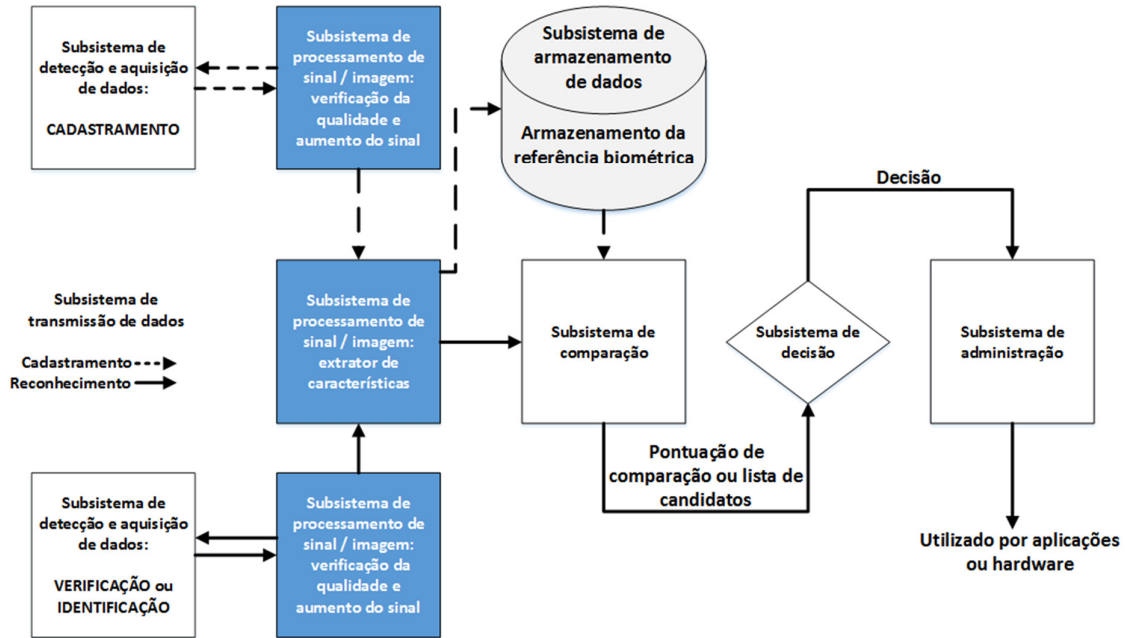 Subsistema de
detecção e aquisição
de dados:
CADASTRAMENTO
Subsistema de
processamento de
sinal / imagem:
verificação da
qualidade e
aumento do sinal
Subsistema de
armazenamento
de dados
Armazenamento da
referência biométrica
Decisão
Subsistema de
transmissão de dados
Cadastramento
Reconhecimento
Subsistema de
processamento de
sinal / imagem:
extrator de
características
Subsistema de
comparação
Subsistema de
decisão
Subsistema de
administração
Pontuação de
comparação ou lista de
candidatos
Subsistema de
detecção e aquisição
de dados:
VERIFICAÇÃO ou
IDENTIFICAÇÃO
Subsistema de
processamento de
sinal / imagem:
verificação da
qualidade e
aumento do sinal
Utilizado por aplicações
ou hardware